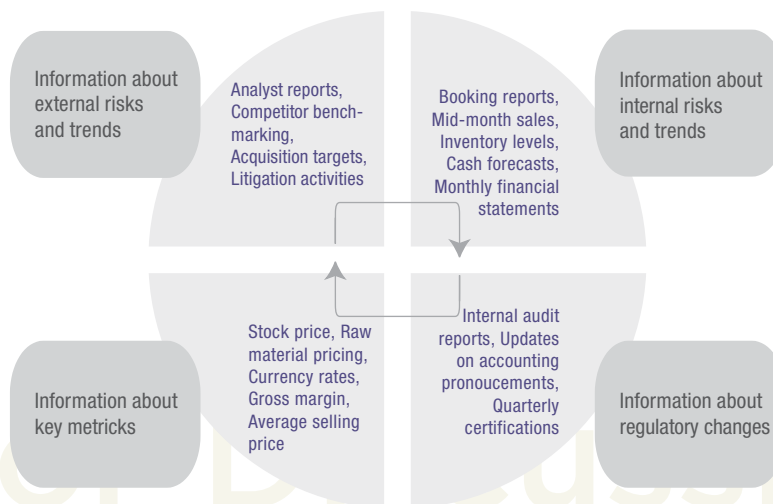 Information about
external risks
and trends
Analyst reports,
Competitor bench-
marking,
Acquisition targets,
Litigation activities
Booking reports,
Mid-month sales,
Inventory levels,
Cash forecasts,
Monthly financial
statements
Information about
internal risks
and trends
Information about
key metricks
Stock price, Raw
material pricing,
Currency rates,
Gross margin,
Average selling
price
Internal audit
reports, Updates
on accounting
pronoucements,
Quarterly
certifications
Information about
regulatory changes